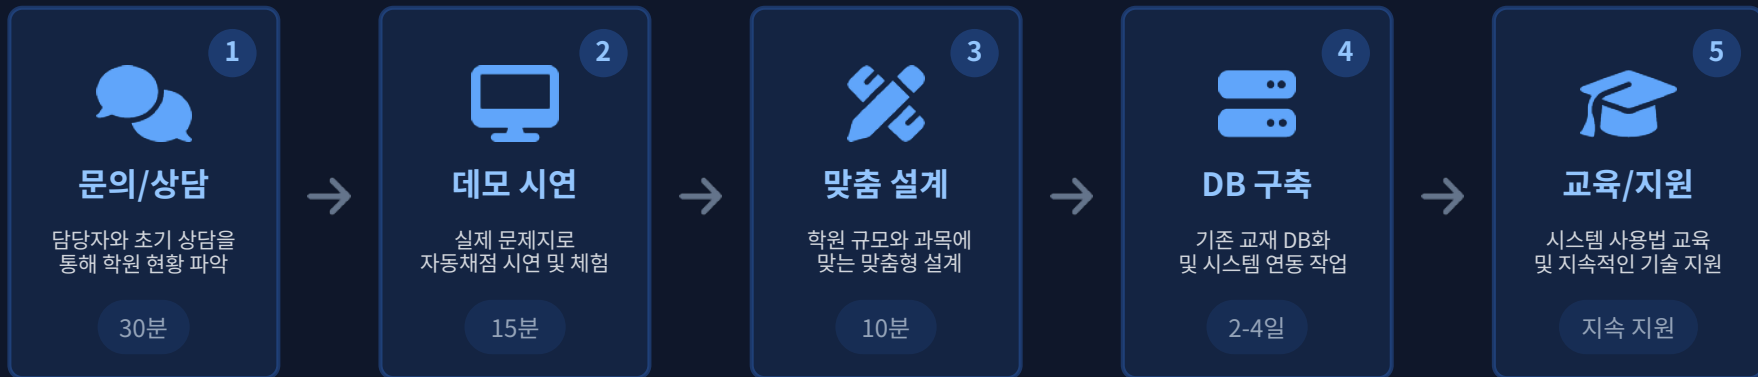 1
문의/상담
담당자와 초기 상담을
통해 학원 현황 파악
30분
2
데모 시연
실제 문제지로
자동채점 시연 및 체험
15분
3
맞춤 설계
학원 규모와 과목에
맞는 맞춤형 설계
10분
4
DB 구축
기존 교재 DB화
및 시스템 연동 작업
2-4일
5
교육/지원
시스템 사용법 교육
및 지속적인 기술 지원
지속 지원